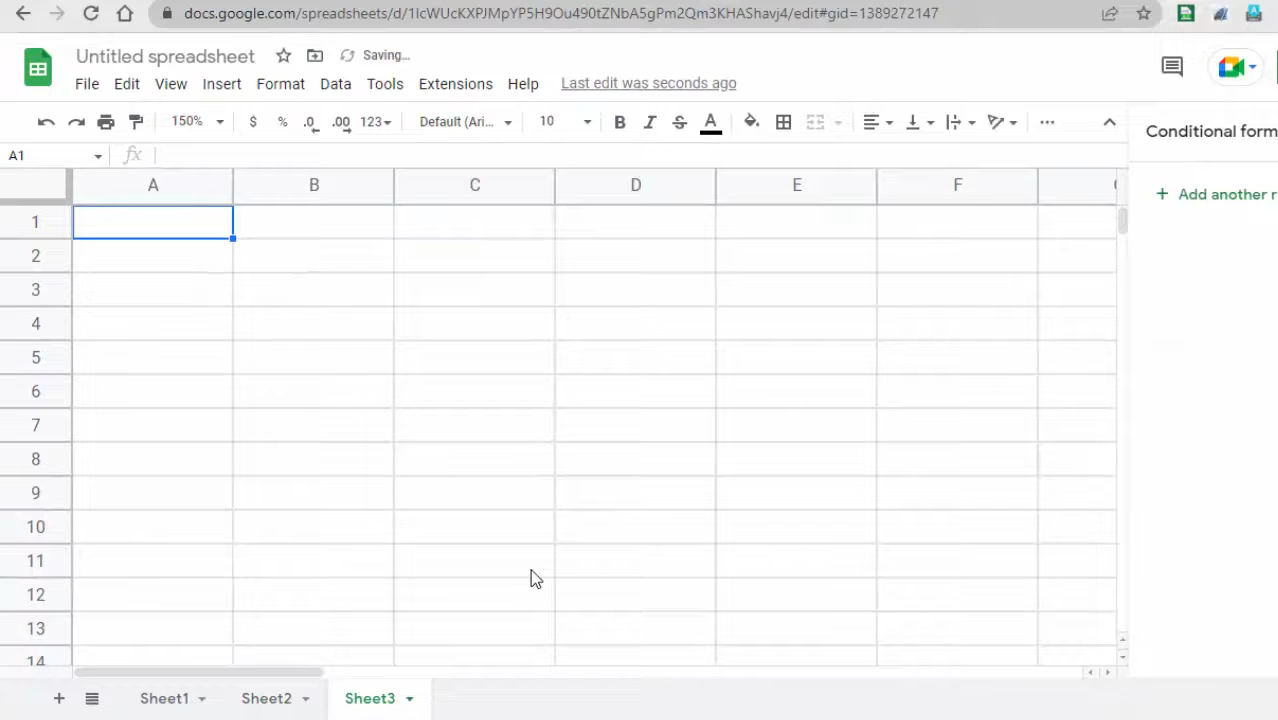 docs.google.com/spreadsheets/d/1IcWUcKXPJMpYP5H9Ou490tZNbA5gPm2Qm3KHAShavj4/edit#gid=1389272147
Untitled spreadsheet Saving...
File Edit View Insert Format Data Tools Extensions Help Last edit was seconds ago
150% $ % .0 .00 123 Default (Ari... 10 B I S A
Conditional form
A1 fx
A B C D E F
+ Add another r
1
2
3
4
5
6
7
8
9
10
11
12
13
14
+ Sheet1 Sheet2 Sheet3